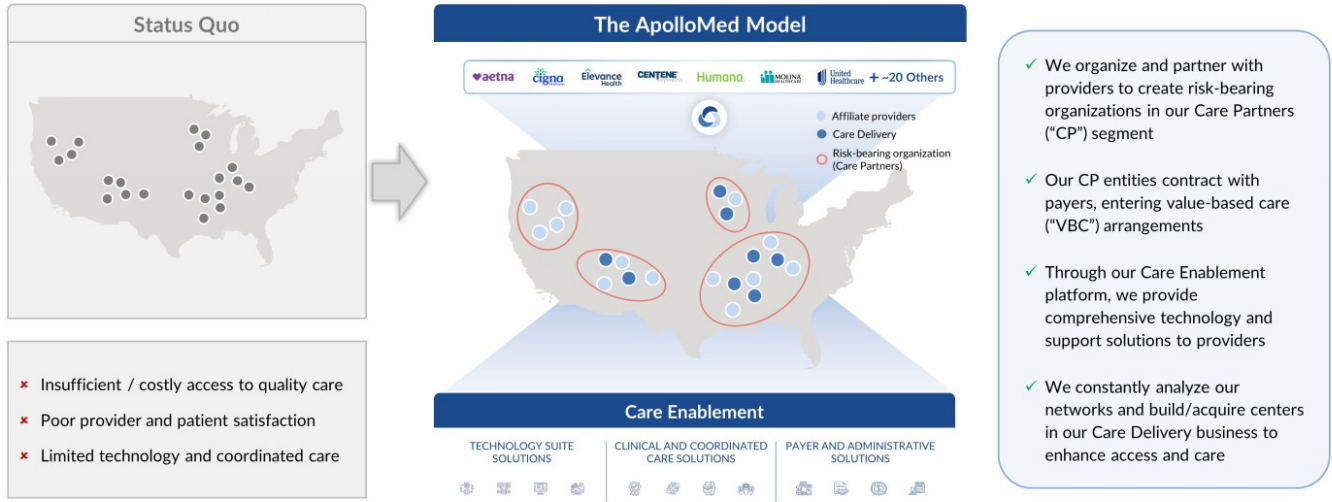 Status Quo
Insufficient / costly access to quality care
Poor provider and patient satisfaction
Limited technology and coordinated care
The ApolloMed Model
aetna
cigna
Elevance
Health
CENTENE
Humana
MOLINA
HEALTHCARE
United
Healthcare
+ ~20 Others
Affiliate providers
Care Delivery
Risk-bearing organization
(Care Partners)
Care Enablement
TECHNOLOGY SUITE
SOLUTIONS
CLINICAL AND COORDINATED
CARE SOLUTIONS
PAYER AND ADMINISTRATIVE
SOLUTIONS
We organize and partner with
providers to create risk-bearing
organizations in our Care Partners
(“CP”) segment
Our CP entities contract with
payers, entering value-based care
(“VBC”) arrangements
Through our Care Enablement
platform, we provide
comprehensive technology and
support solutions to providers
We constantly analyze our
networks and build/acquire centers
in our Care Delivery business to
enhance access and care